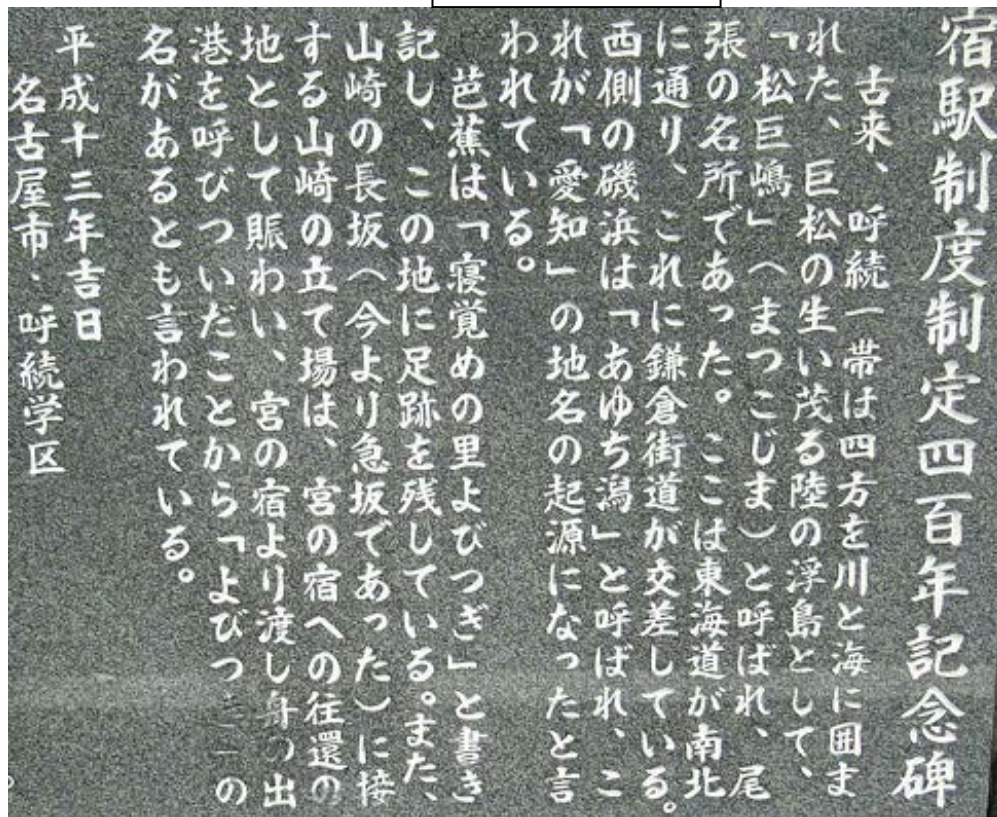 宿駅制度制定四百年記念碑
古来、呼続一帯は四方を川と海に囲ま
れた、巨松の生い茂る陸の浮島として、
「松巨嶋」（まつこじま）と呼ばれ、尾
張の名所であった。ここは東海道が南北
に通り、これに鎌倉街道が交差している。
西側の磯浜は「あゆち潟」と呼ばれ、こ
れが「愛知」の地名の起源になったと言
われている。
芭蕉は「寝覚めの里よびつぎ」と書き
記し、この地に足跡を残している。また、
山崎の長坂（今より急坂であった）に接
する山崎の立て場は、宮の宿への往還の
地として賑わい、宮の宿より渡し舟の出
港を呼びついだことから「よびつぎ」の
名があるとも言われている。
平成十三年吉日
名古屋市・呼続学区